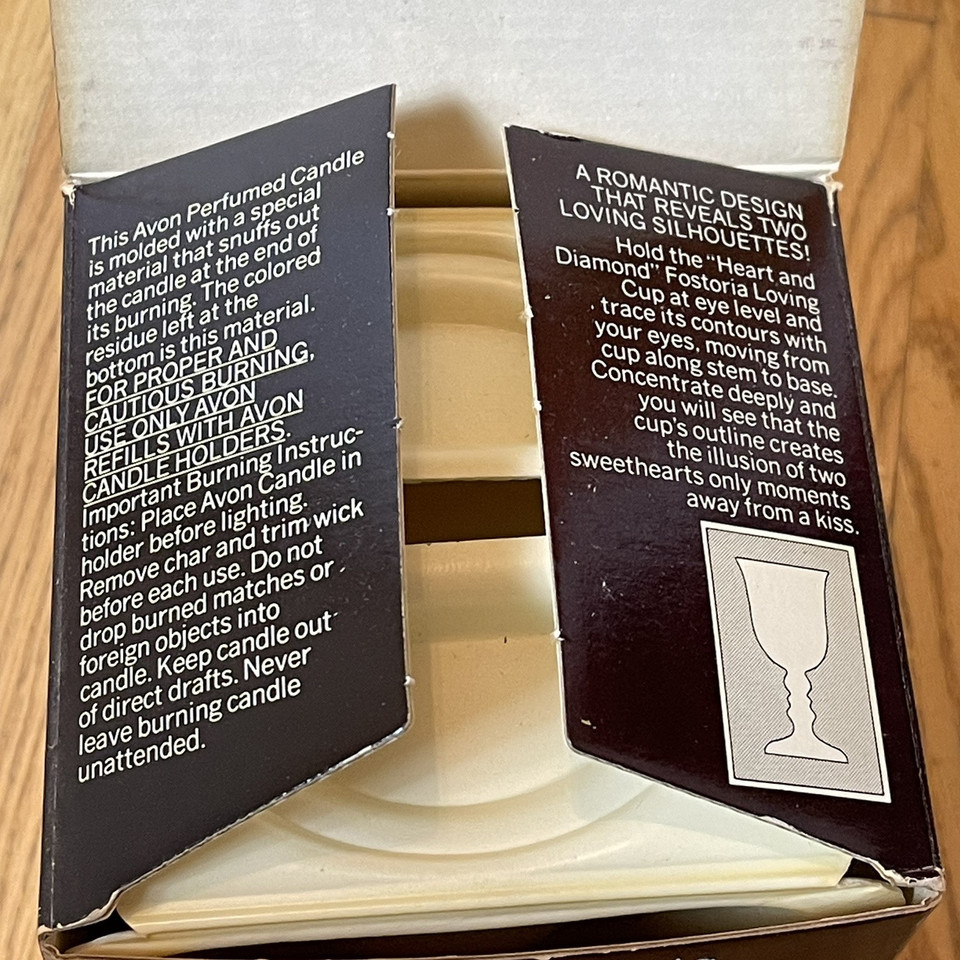 This Avon Perfumed Candle
is molded with a special
material that snuffs out
the candle at the end of
its burning. The colored
residue left at the
bottom is this material.
FOR PROPER AND
CAUTIOUS BURNING,
USE ONLY AVON
REFILLS WITH AVON
CANDLE HOLDERS.
Important Burning Instruc-
tions: Place Avon Candle in
holder before lighting.
Remove char and trim wick
before each use. Do not
drop burned matches or
foreign objects into
candle. Keep candle out
of direct drafts. Never
leave burning candle
unattended.
A ROMANTIC DESIGN
THAT REVEALS TWO
LOVING SILHOUETTES!
Hold the "Heart and
Diamond" Fostoria Loving
Cup at eye level and
trace its contours with
your eyes, moving from
cup along stem to base.
Concentrate deeply and
you will see that the
cup's outline creates
the illusion of two
sweethearts only moments
away from a kiss.